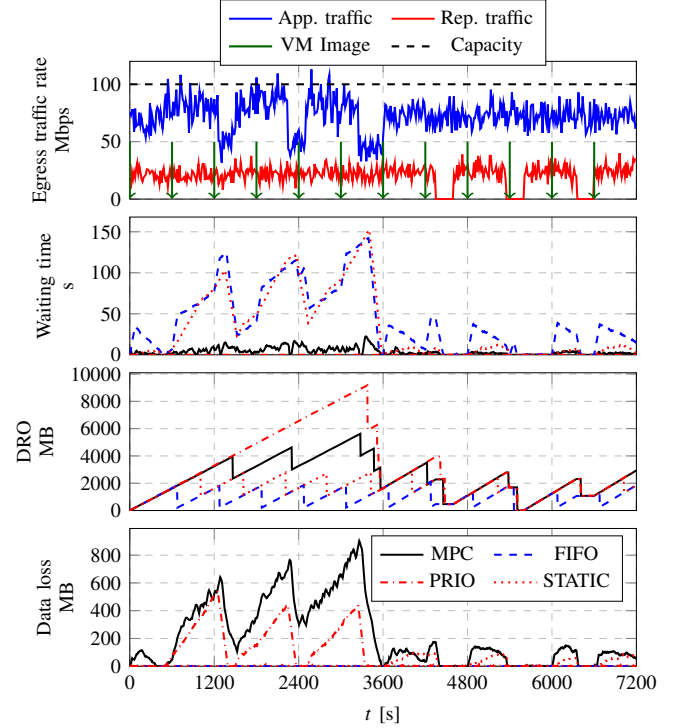 App. traffic Rep. traffic
VM Image Capacity
Egress traffic rate
Mbps
100
50
0
Waiting time
s
150
100
50
0
DRO
MB
10000
8000
6000
4000
2000
0
Data loss
MB
800
600
400
200
0
MPC FIFO
PRIO STATIC
0 1200 2400 3600 4800 6000 7200
t [s]